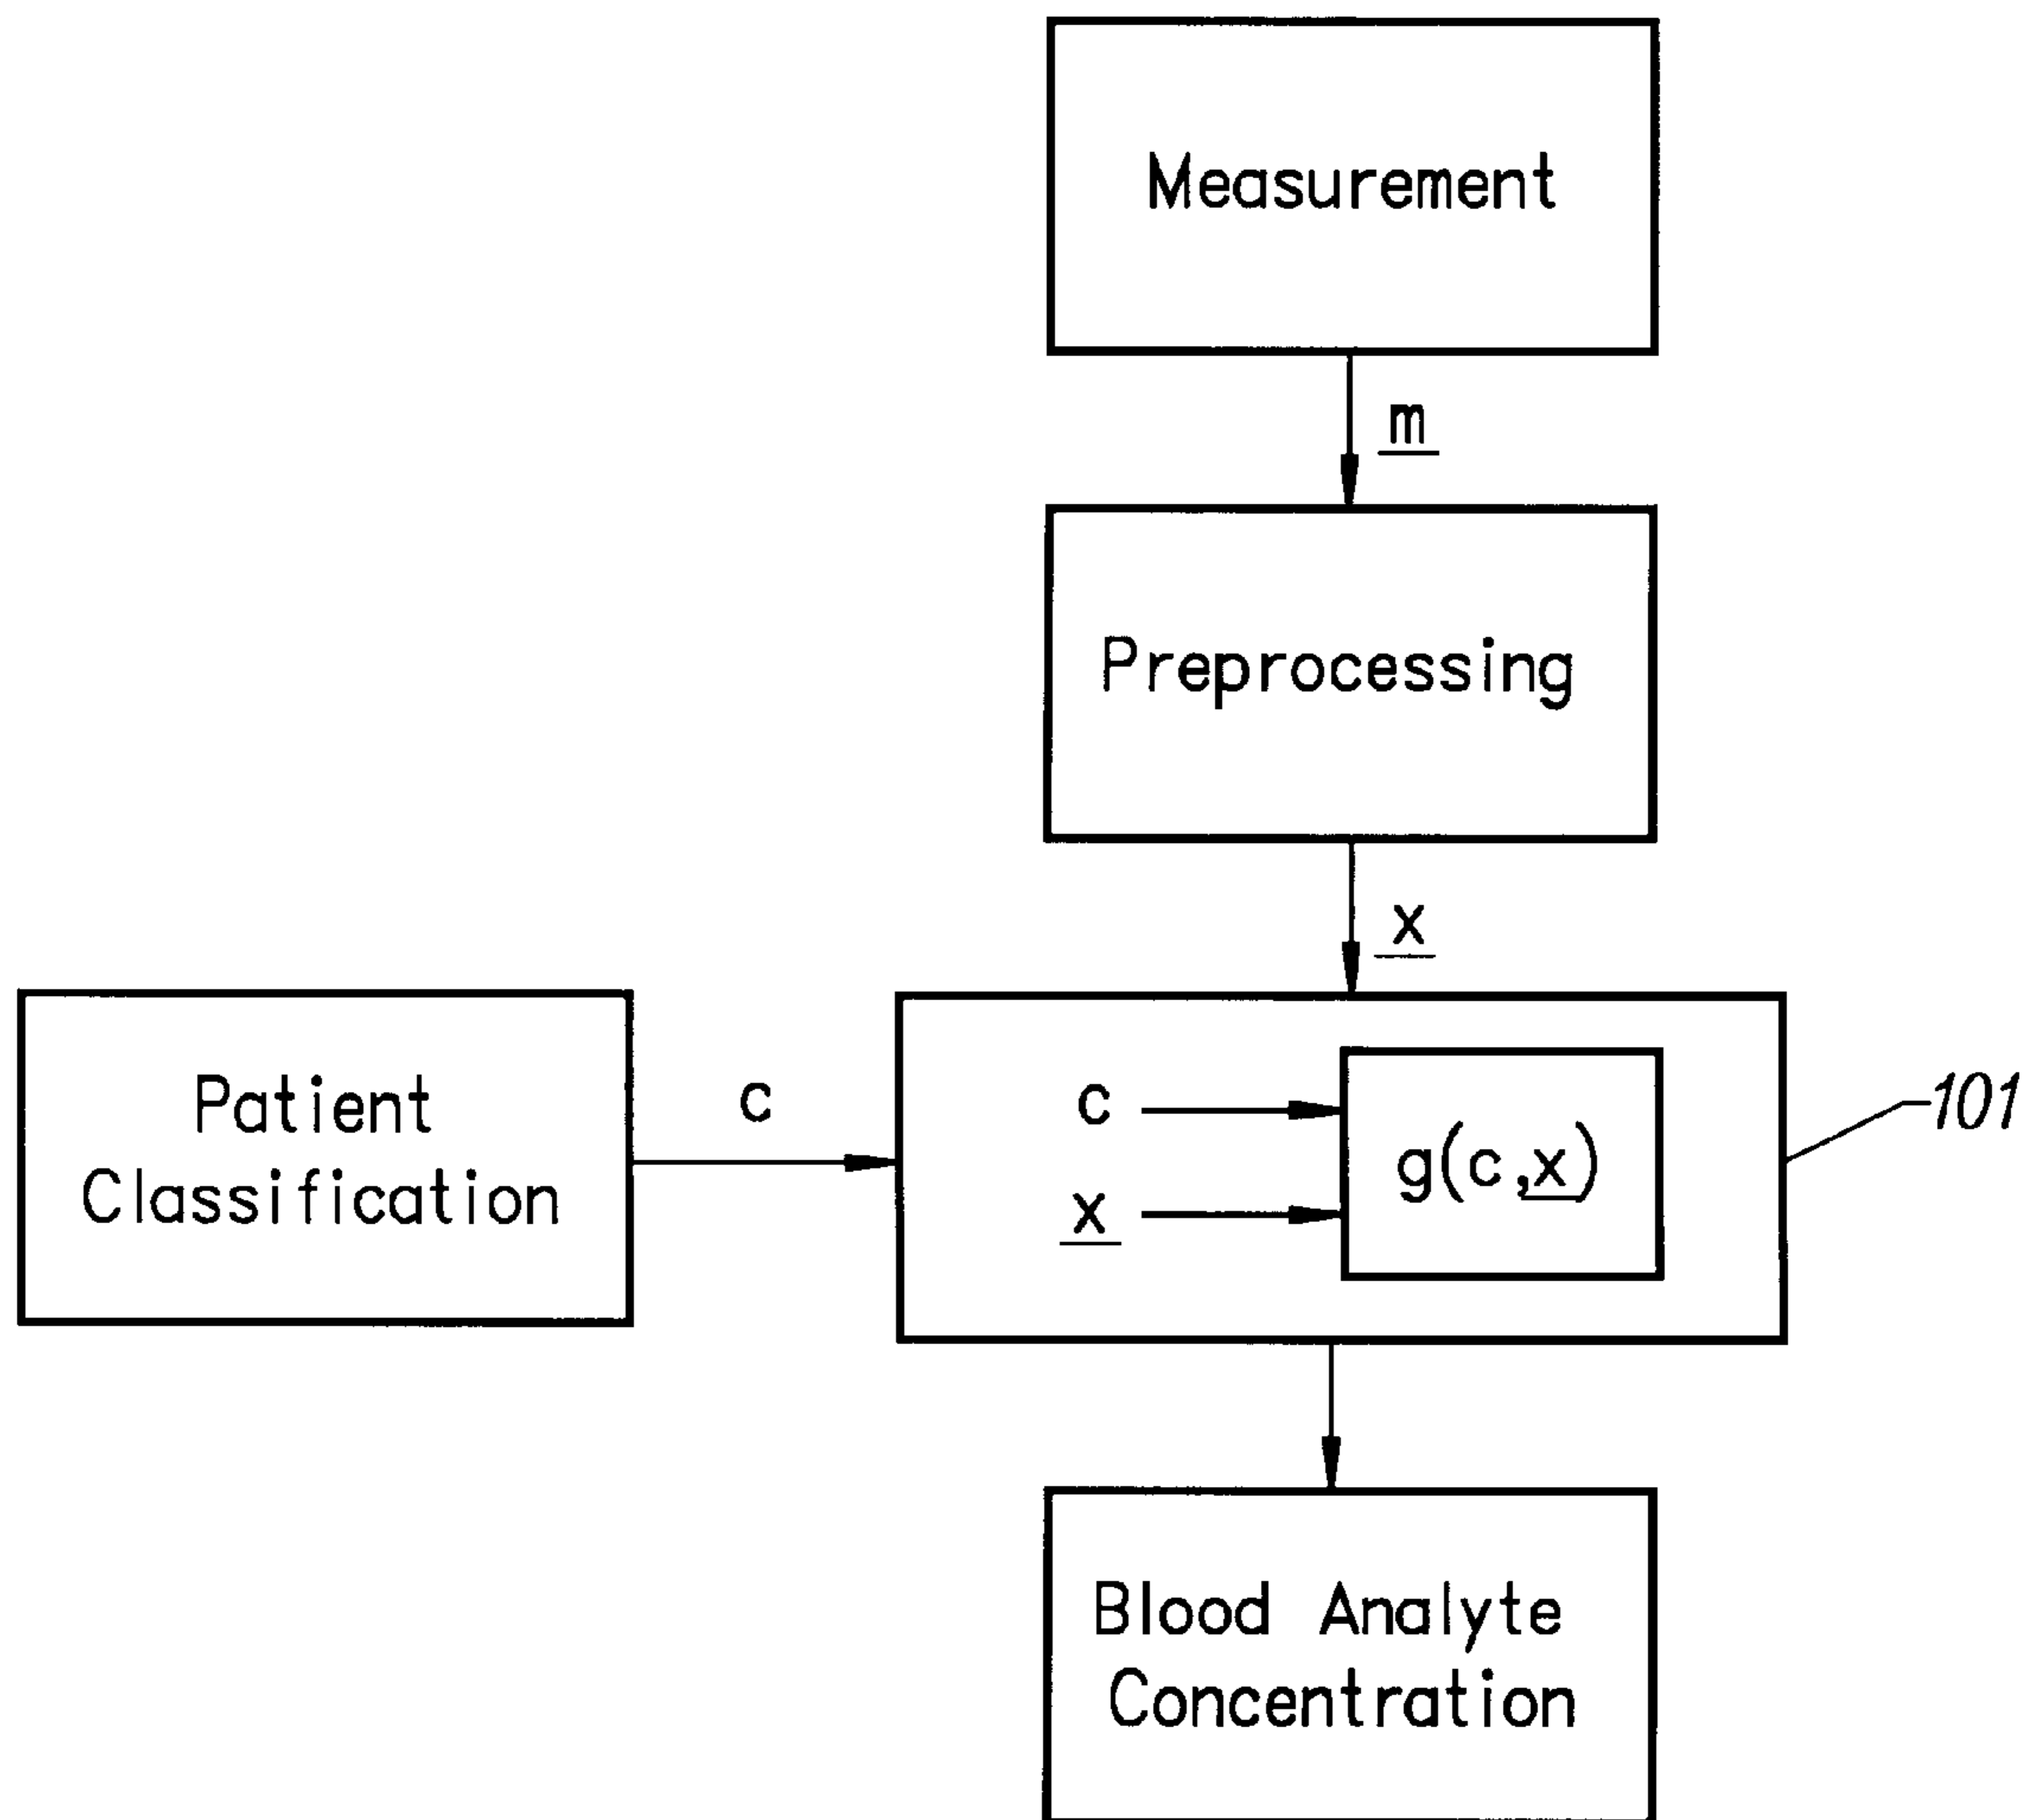 Measurement
m
Preprocessing
x
Patient
Classification
c
c
x
g(c,x)
101
Blood Analyte
Concentration